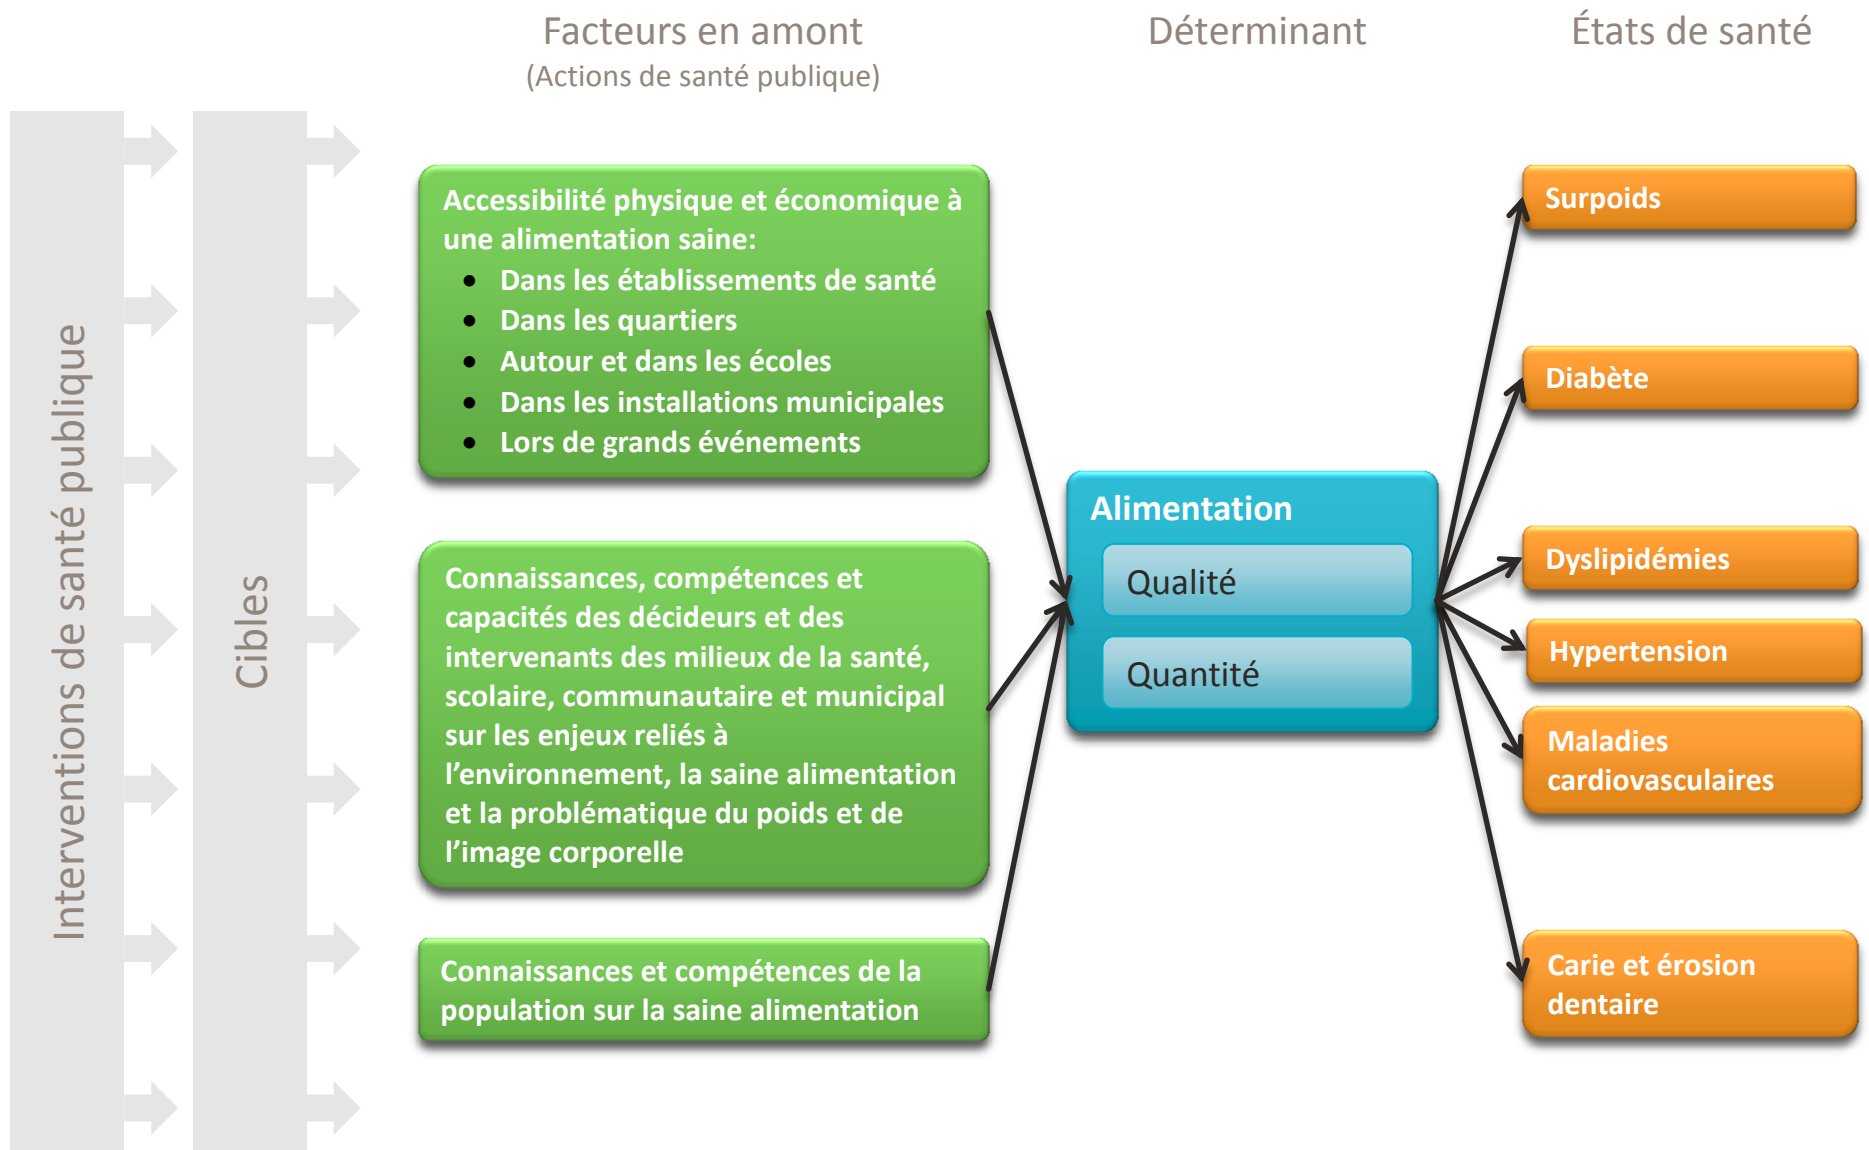 Facteurs en amont
(Actions de santé publique)
Déterminant
États de santé
Interventions de santé publique
Cibles
Accessibilité physique et économique à
une alimentation saine:
• Dans les établissements de santé
• Dans les quartiers
• Autour et dans les écoles
• Dans les installations municipales
• Lors de grands événements
Connaissances, compétences et
capacités des décideurs et des
intervenants des milieux de la santé,
scolaire, communautaire et municipal
sur les enjeux reliés à
l’environnement, la saine alimentation
et la problématique du poids et de
l’image corporelle
Connaissances et compétences de la
population sur la saine alimentation
Alimentation
Qualité
Quantité
Surpoids
Diabète
Dyslipidémies
Hypertension
Maladies
cardiovasculaires
Carie et érosion
dentaire